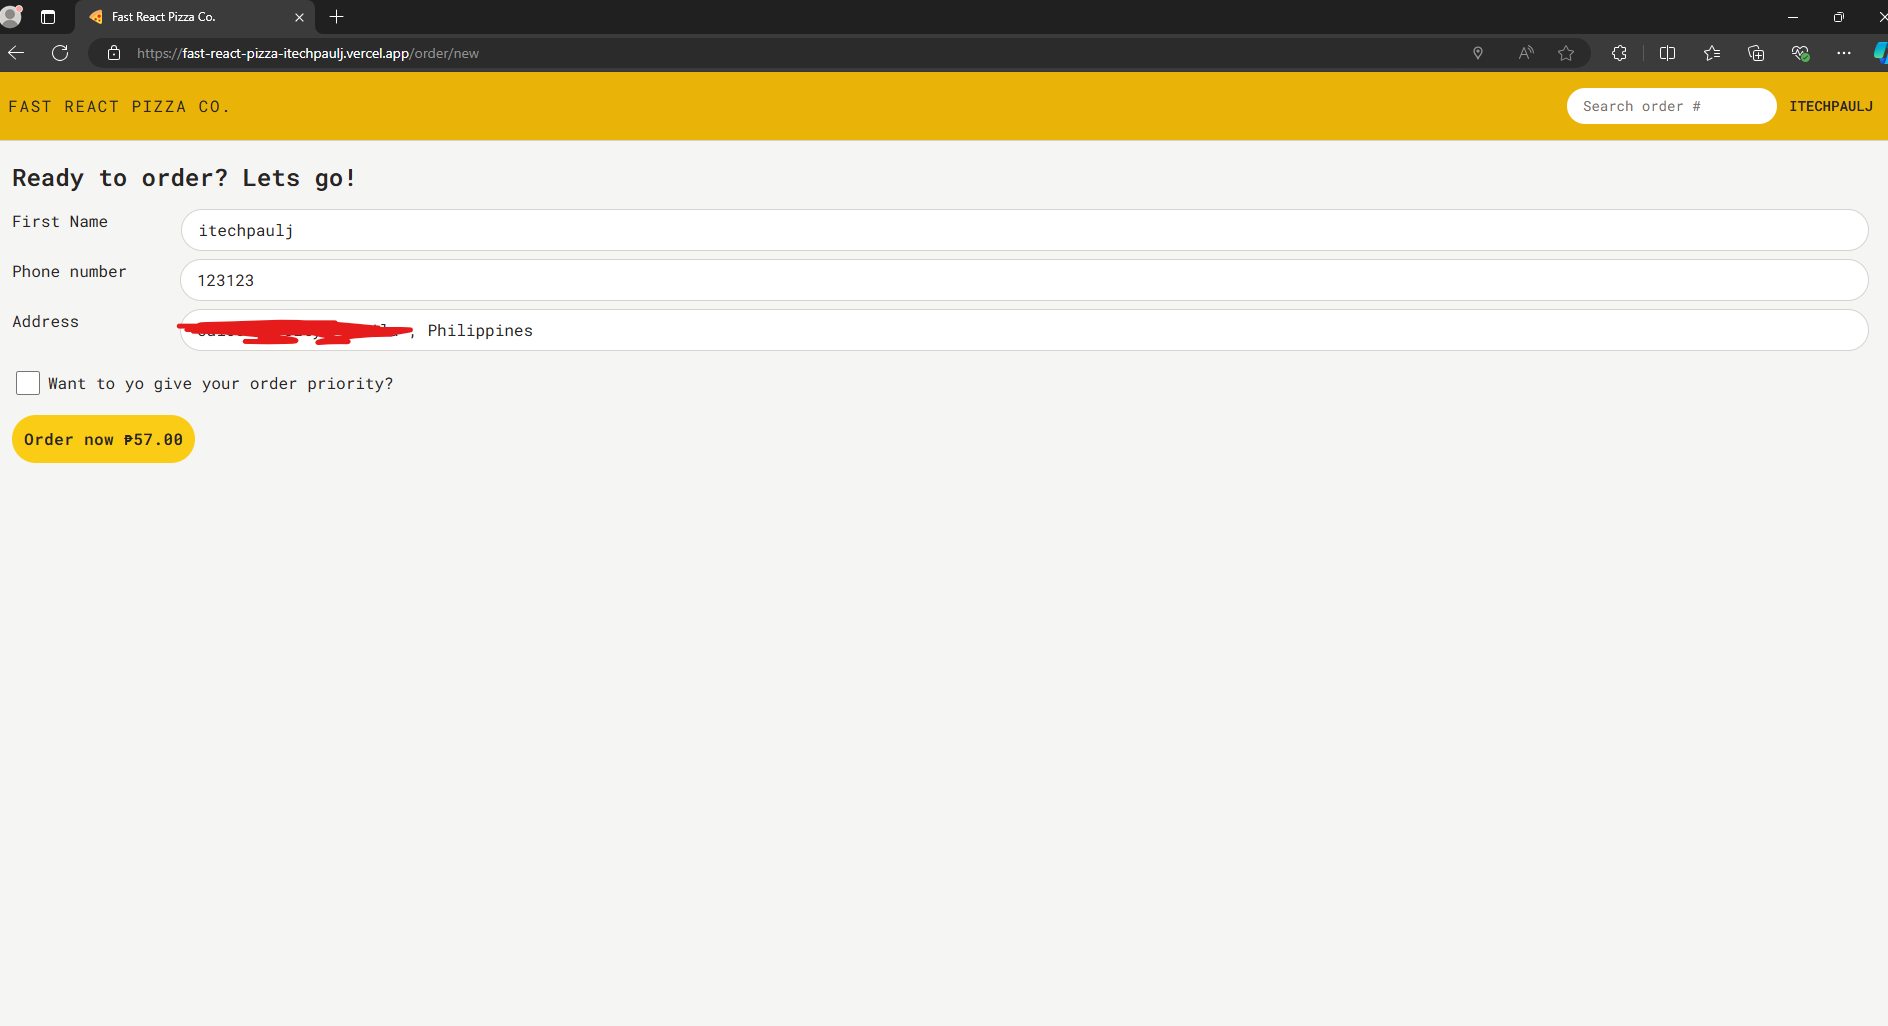 Fast React Pizza Co.
https://fast-react-pizza-itechpaulj.vercel.app/order/new
FAST REACT PIZZA CO.
Search order #
ITECHPAULJ
Ready to order? Lets go!
First Name
itechpaulj
Phone number
123123
Address
, Philippines
Want to yo give your order priority?
Order now ₱57.00